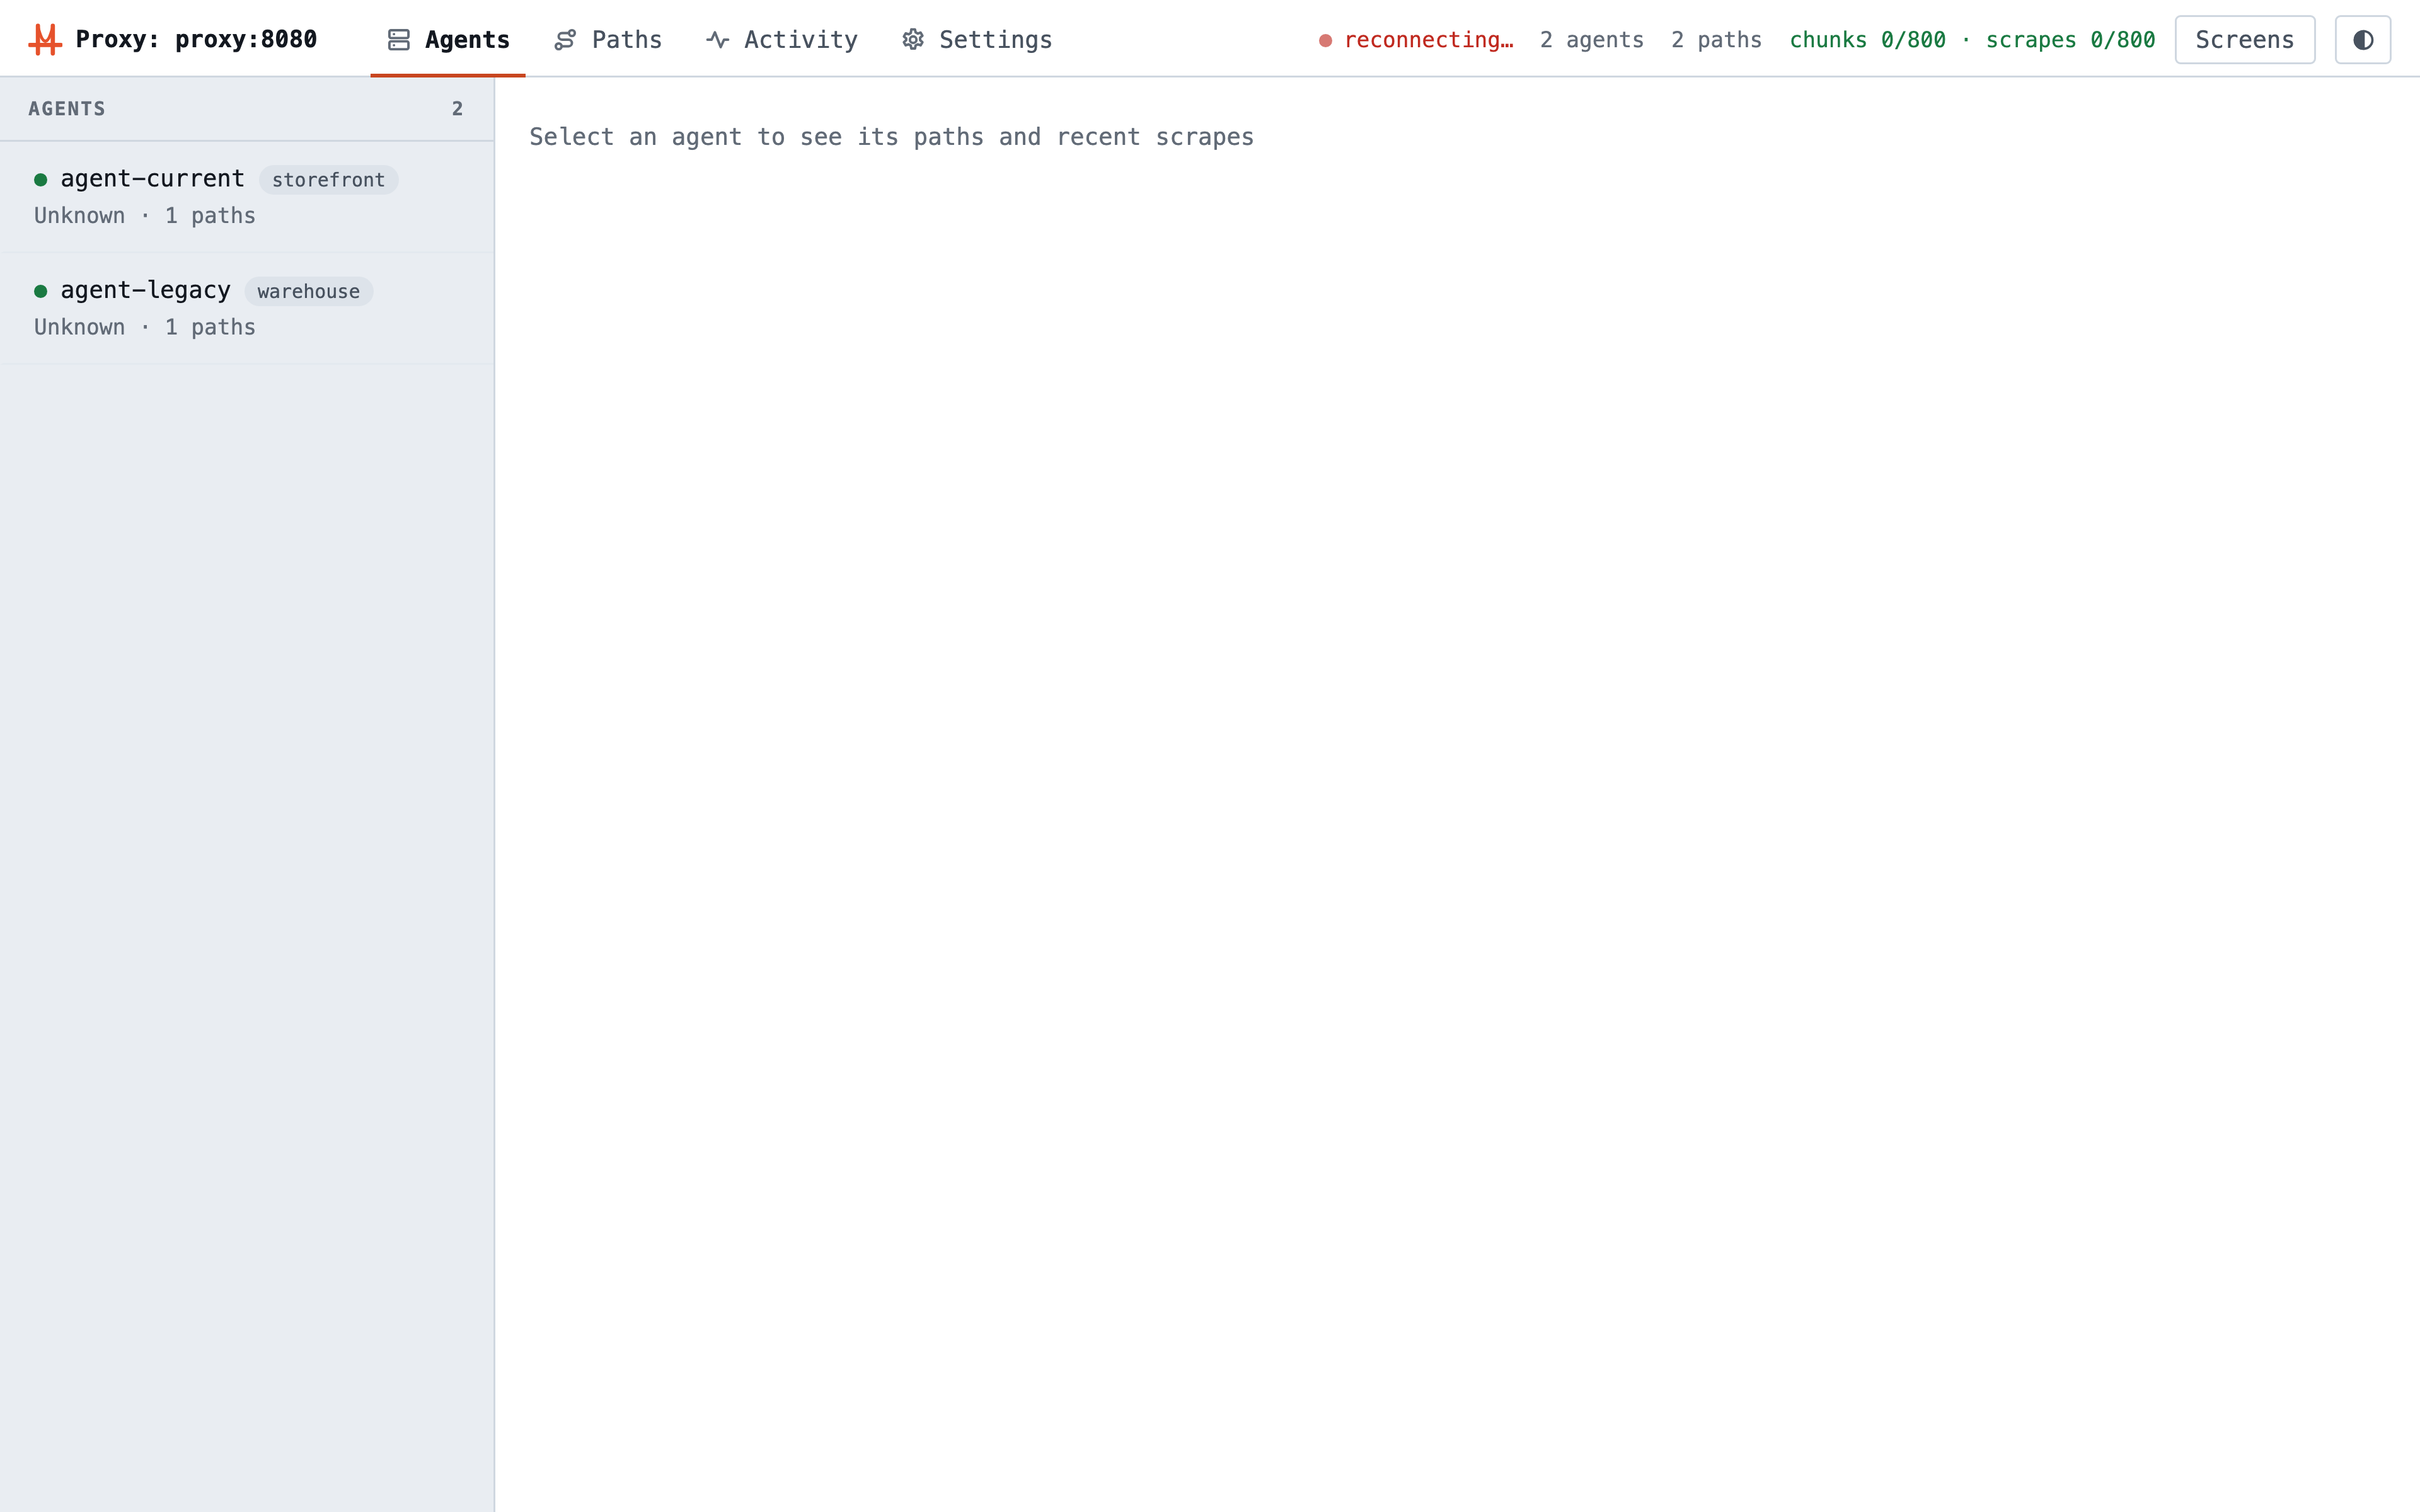 Proxy: proxy:8080 Agents Paths Activity Settings reconnecting… 2 agents 2 paths chunks 0/800 · scrapes 0/800 Screens
AGENTS 2
agent-current storefront
Unknown · 1 paths
agent-legacy warehouse
Unknown · 1 paths
Select an agent to see its paths and recent scrapes